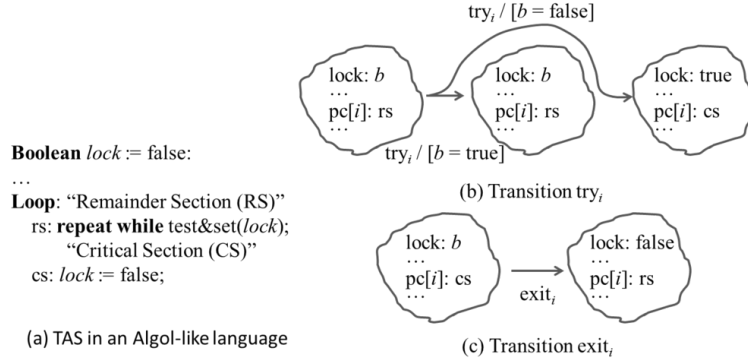 Boolean lock := false:
…
Loop: “Remainder Section (RS)”
rs: repeat while test&set(lock);
“Critical Section (CS)”
cs: lock := false;
(a) TAS in an Algol-like language
tryᵢ / [b = false]
lock: b
…
pc[i]: rs
…
lock: b
…
pc[i]: rs
…
lock: true
…
pc[i]: cs
…
tryᵢ / [b = true]
(b) Transition tryᵢ
lock: b
…
pc[i]: cs
…
exitᵢ
lock: false
…
pc[i]: rs
…
(c) Transition exitᵢ